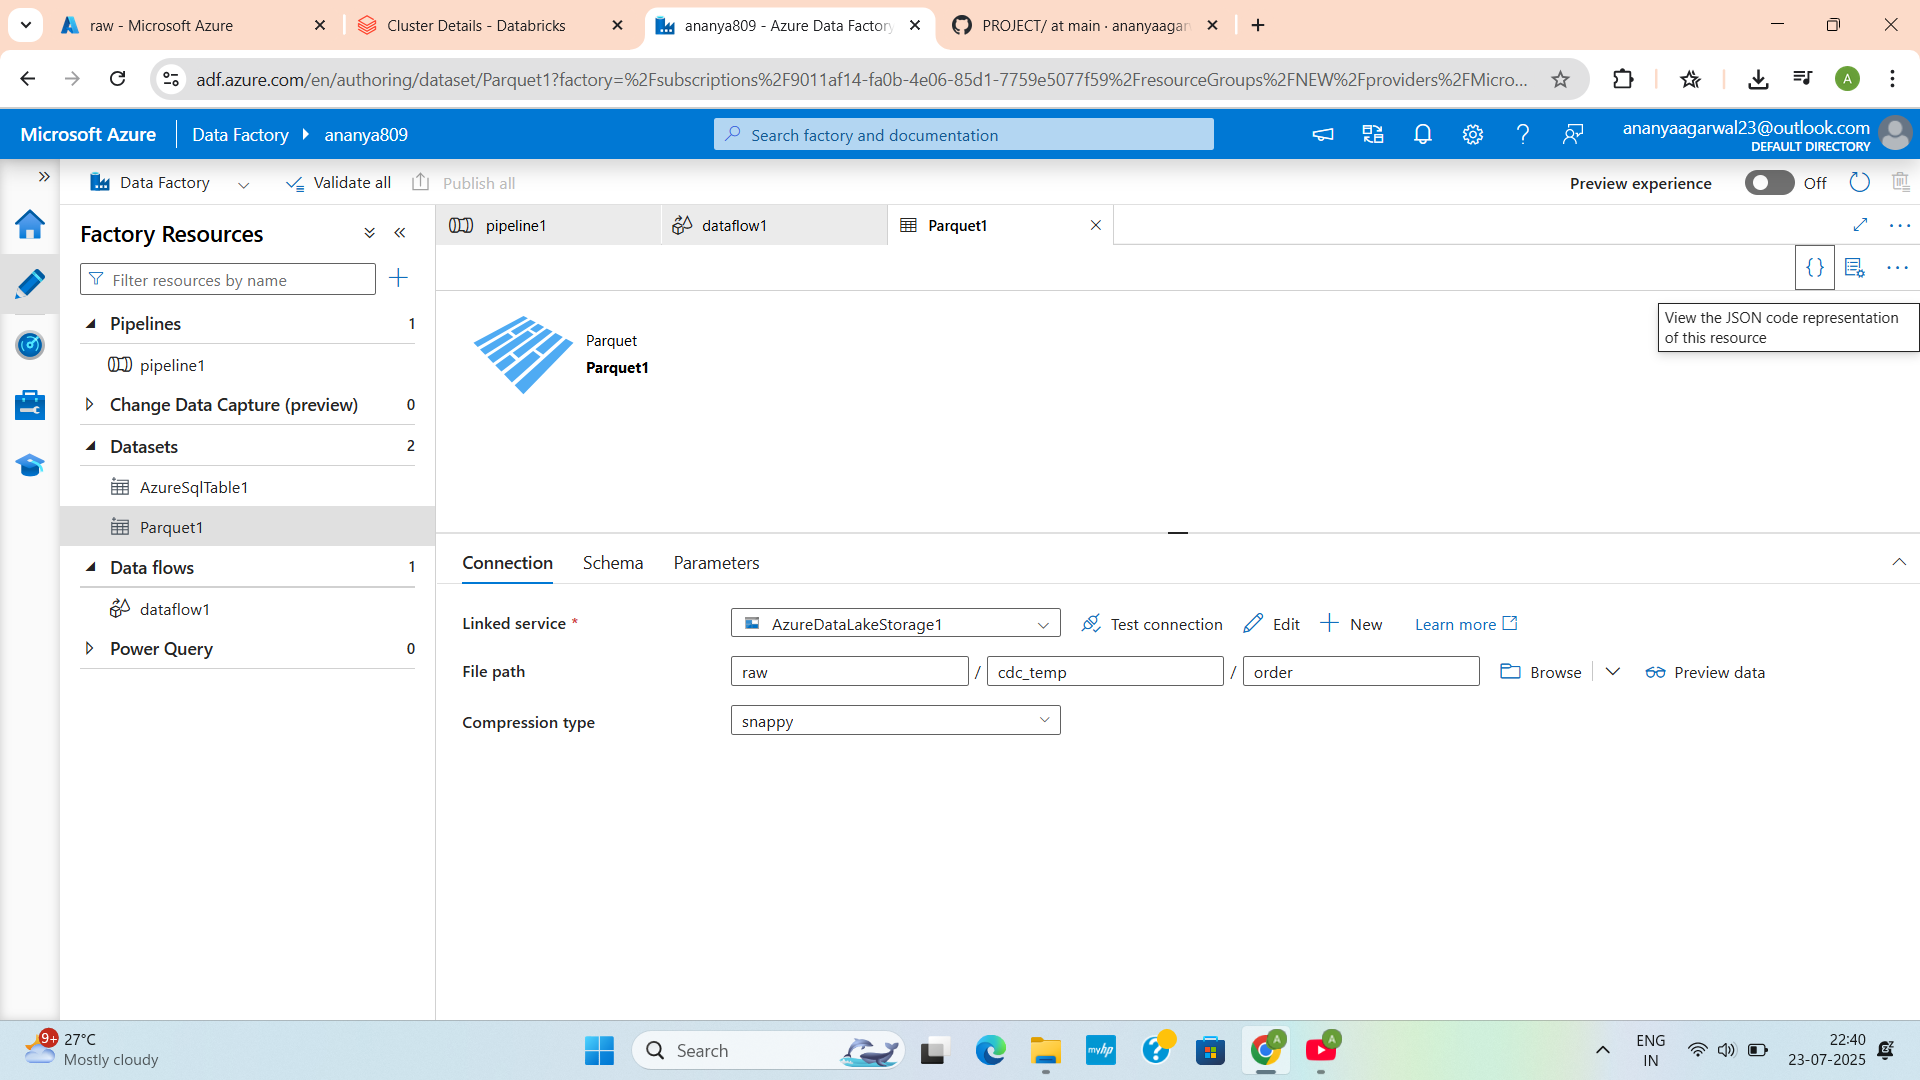 raw - Microsoft Azure
Cluster Details - Databricks
ananya809 - Azure Data Factory
PROJECT/ at main · ananyaagar
adf.azure.com/en/authoring/dataset/Parquet1?factory=%2Fsubscriptions%2F9011af14-fa0b-4e06-85d1-7759e5077f59%2FresourceGroups%2FNEW%2Fproviders%2FMicro...
A
Microsoft Azure
Data Factory
ananya809
Search factory and documentation
ananyaagarwal23@outlook.com
DEFAULT DIRECTORY
Data Factory
Validate all
Publish all
Preview experience
Off
Factory Resources
pipeline1
dataflow1
Parquet1
Filter resources by name
{}
View the JSON code representation
of this resource
Pipelines 1
pipeline1
Change Data Capture (preview) 0
Datasets 2
AzureSqlTable1
Parquet1
Data flows 1
dataflow1
Power Query 0
Parquet
Parquet1
Connection Schema Parameters
Linked service * AzureDataLakeStorage1 Test connection Edit New Learn more
File path raw / cdc_temp / order Browse Preview data
Compression type snappy
9+
27°C
Mostly cloudy
Search
myhp
A
A
ENG
IN
22:40
23-07-2025